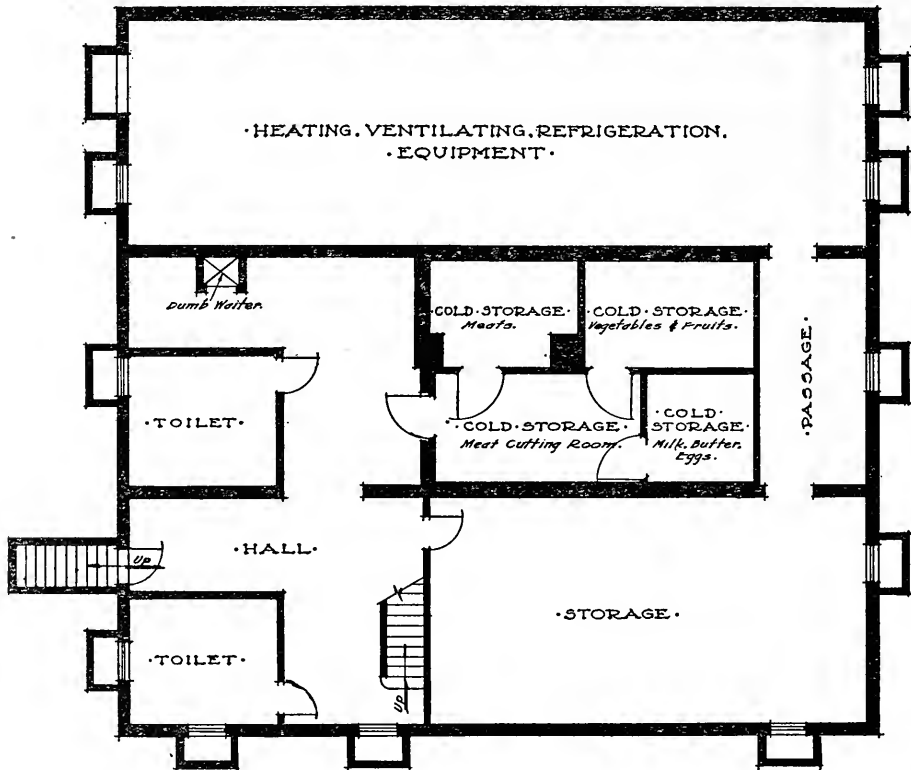 ·HEATING.VENTILATING.REFRIGERATION.
·EQUIPMENT·
Dumb Waiter.
·COLD·STORAGE·
Meats.
·COLD·STORAGE·
Vegetables & Fruits.
·PASSAGE·
·TOILET·
·COLD·STORAGE·
Meat Cutting Room.
·COLD·
STORAGE·
Milk. Butter.
Eggs.
·HALL·
UP
·STORAGE·
·TOILET·
UP